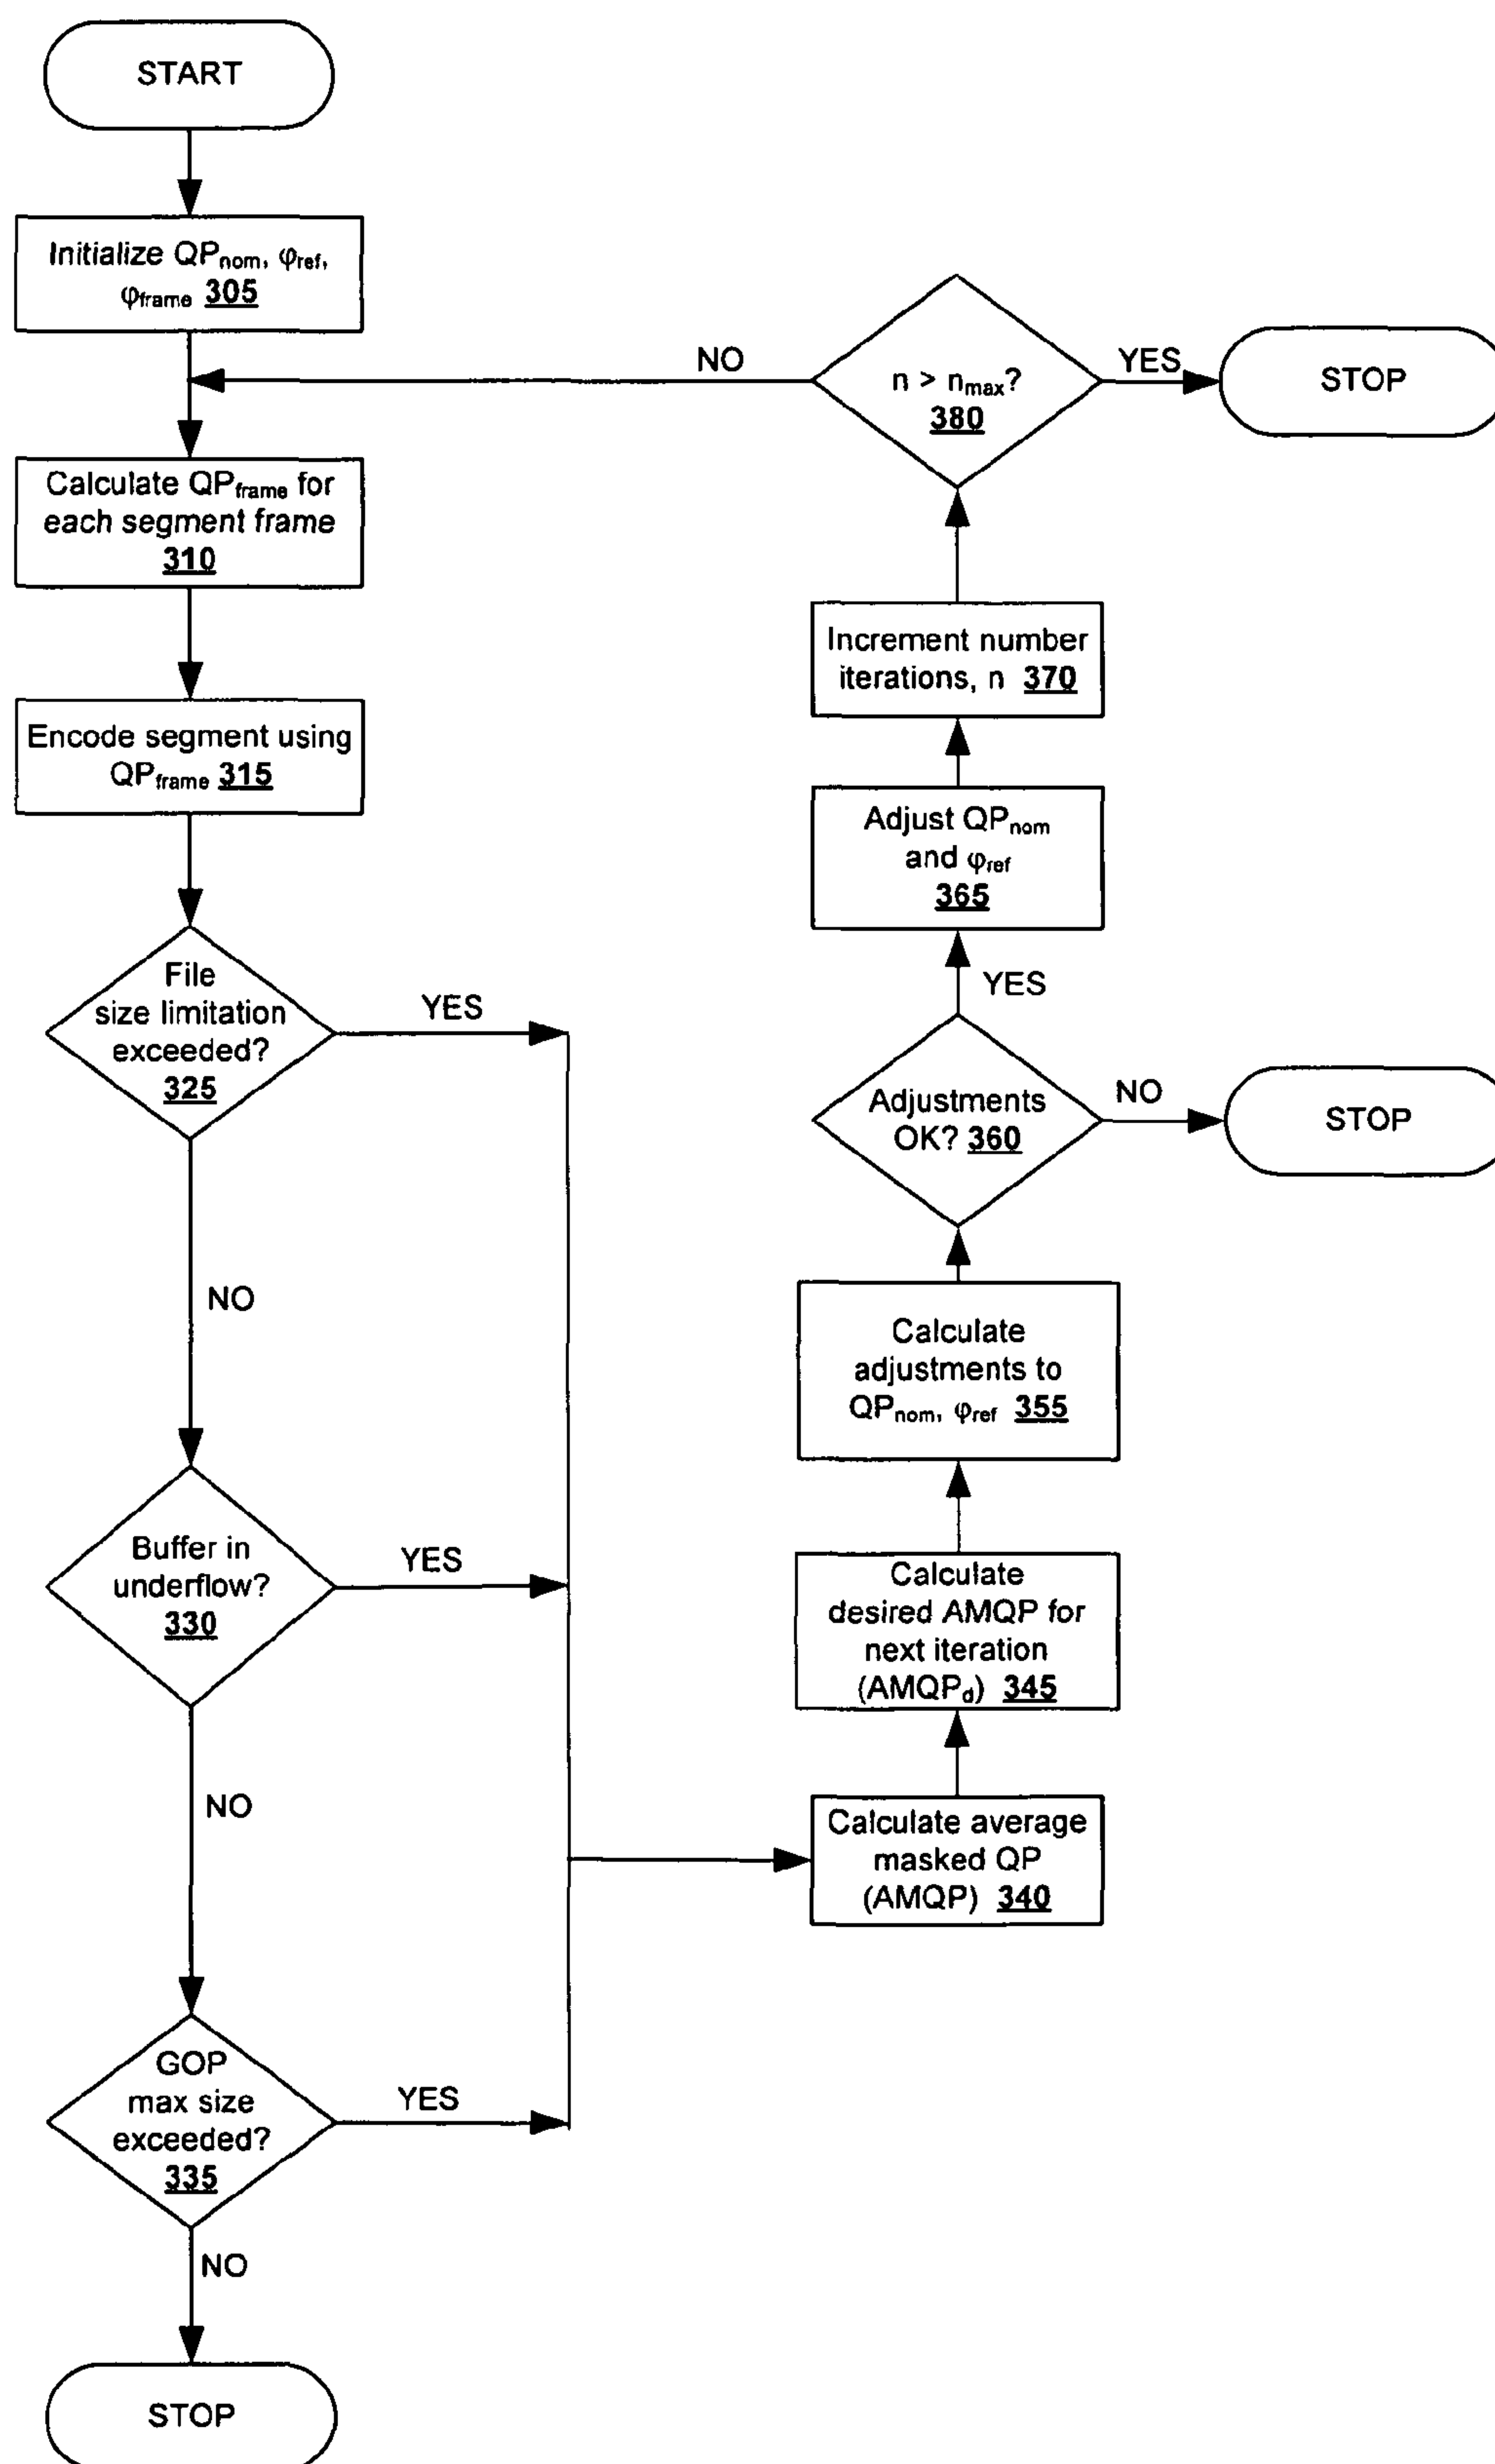 START
Initialize QPnom, φref,
φframe 305
NO
n > nmax?
380
YES
STOP
Calculate QPframe for
each segment frame
310
Increment number
iterations, n 370
Encode segment using
QPframe 315
Adjust QPnom
and φref
365
File
size limitation
exceeded?
325
YES
YES
Adjustments
OK? 360
NO
STOP
NO
Calculate
adjustments to
QPnom, φref 355
Buffer in
underflow?
330
YES
Calculate
desired AMQP for
next iteration
(AMQPd) 345
NO
Calculate average
masked QP
(AMQP) 340
GOP
max size
exceeded?
335
YES
NO
STOP